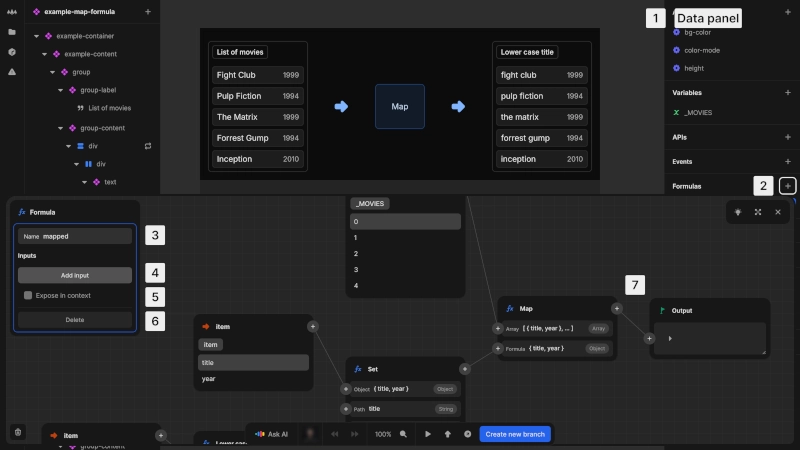 example-map-formula
example-container
example-content
group
group-label
List of movies
group-content
div
div
text
List of movies
Fight Club 1999
Pulp Fiction 1994
The Matrix 1999
Forrest Gump 1994
Inception 2010
Map
Lower case title
fight club 1999
pulp fiction 1994
the matrix 1999
forrest gump 1994
inception 2010
1 Data panel
bg-color
color-mode
height
Variables
_MOVIES
APIs
Events
Formulas
2
Formula
Name mapped
3
Inputs
Add input
4
Expose in context
5
Delete
6
_MOVIES
0
1
2
3
4
item
item
title
year
Set
Object { title, year } Object
Path title String
7
Map
Array [ { title, year }, ... ] Array
Formula { title, year } Object
Output
item
group-content
Ask AI
100%
Create new branch